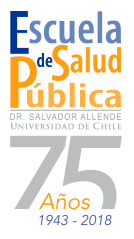 Escuela
de Salud
Pública
DR. SALVADOR ALLENDE
UNIVERSIDAD DE CHILE
75
Años
1943 - 2018